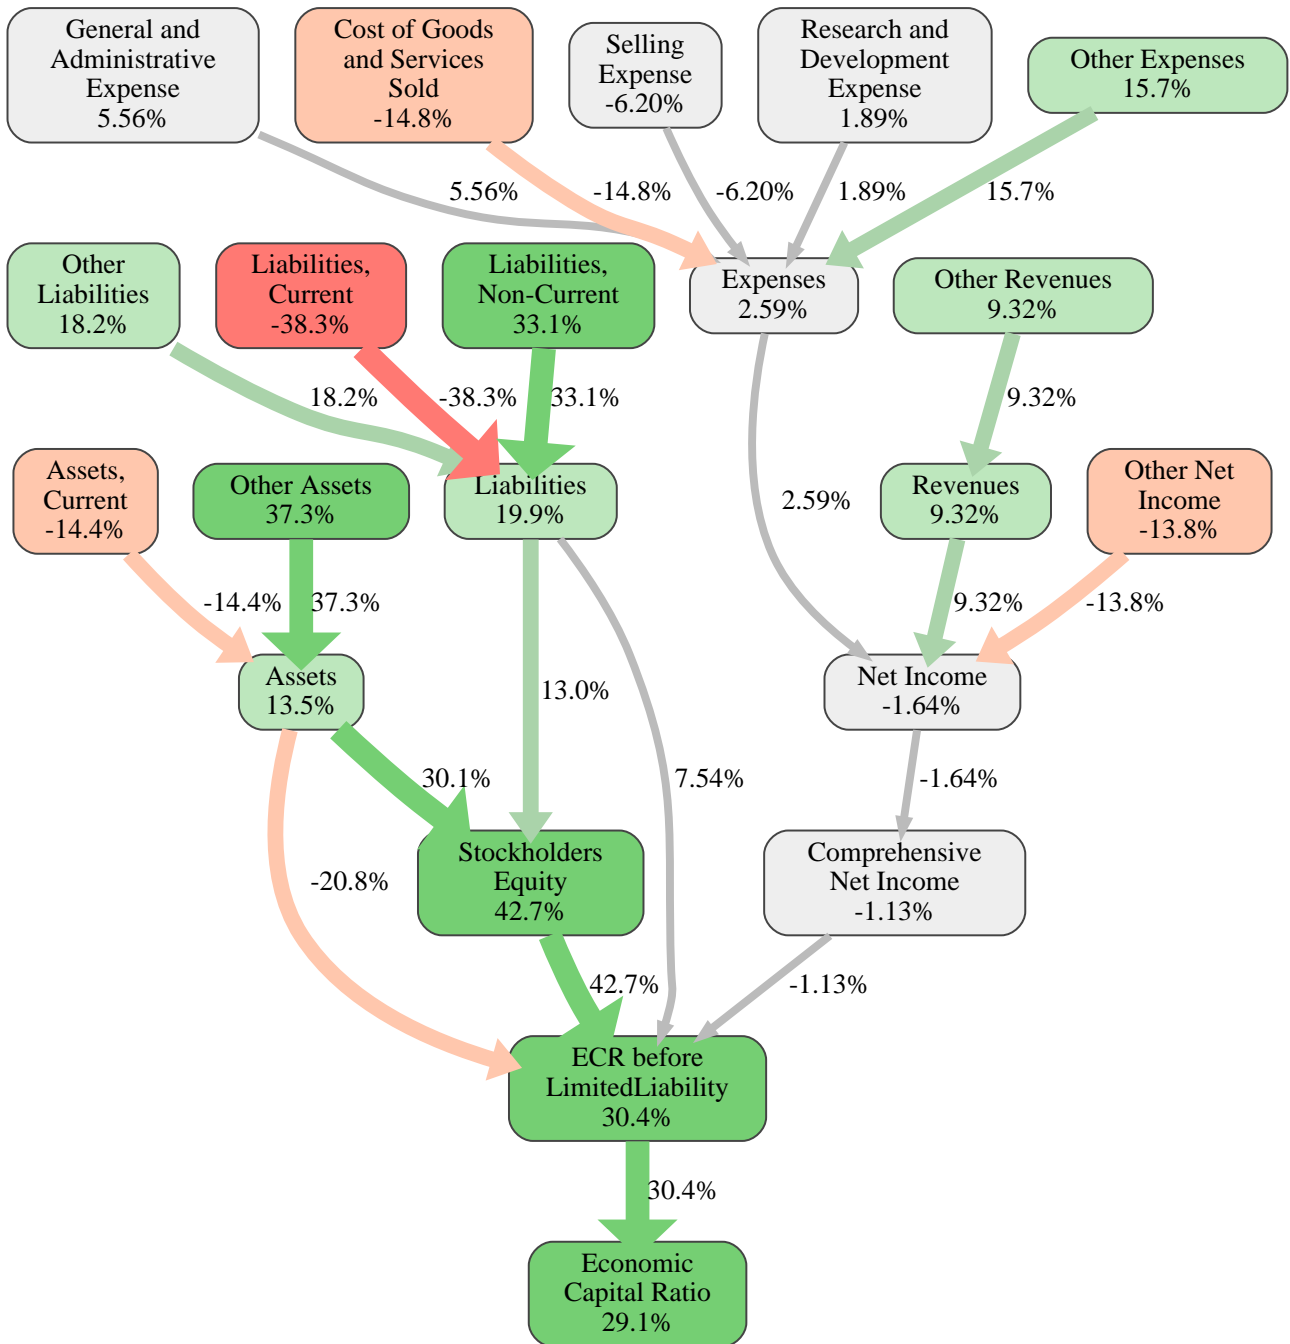 General and
Administrative
Expense
5.56%
Cost of Goods
and Services
Sold
-14.8%
Selling
Expense
-6.20%
Research and
Development
Expense
1.89%
Other Expenses
15.7%
5.56%
-14.8%
-6.20%
1.89%
15.7%
Other
Liabilities
18.2%
Liabilities,
Current
-38.3%
Liabilities,
Non-Current
33.1%
Expenses
2.59%
Other Revenues
9.32%
18.2%
-38.3%
33.1%
9.32%
Assets,
Current
-14.4%
Other Assets
37.3%
Liabilities
19.9%
2.59%
Revenues
9.32%
Other Net
Income
-13.8%
-14.4%
37.3%
9.32%
-13.8%
Assets
13.5%
13.0%
Net Income
-1.64%
30.1%
7.54%
-1.64%
-20.8%
Stockholders
Equity
42.7%
Comprehensive
Net Income
-1.13%
42.7%
-1.13%
ECR before
LimitedLiability
30.4%
30.4%
Economic
Capital Ratio
29.1%